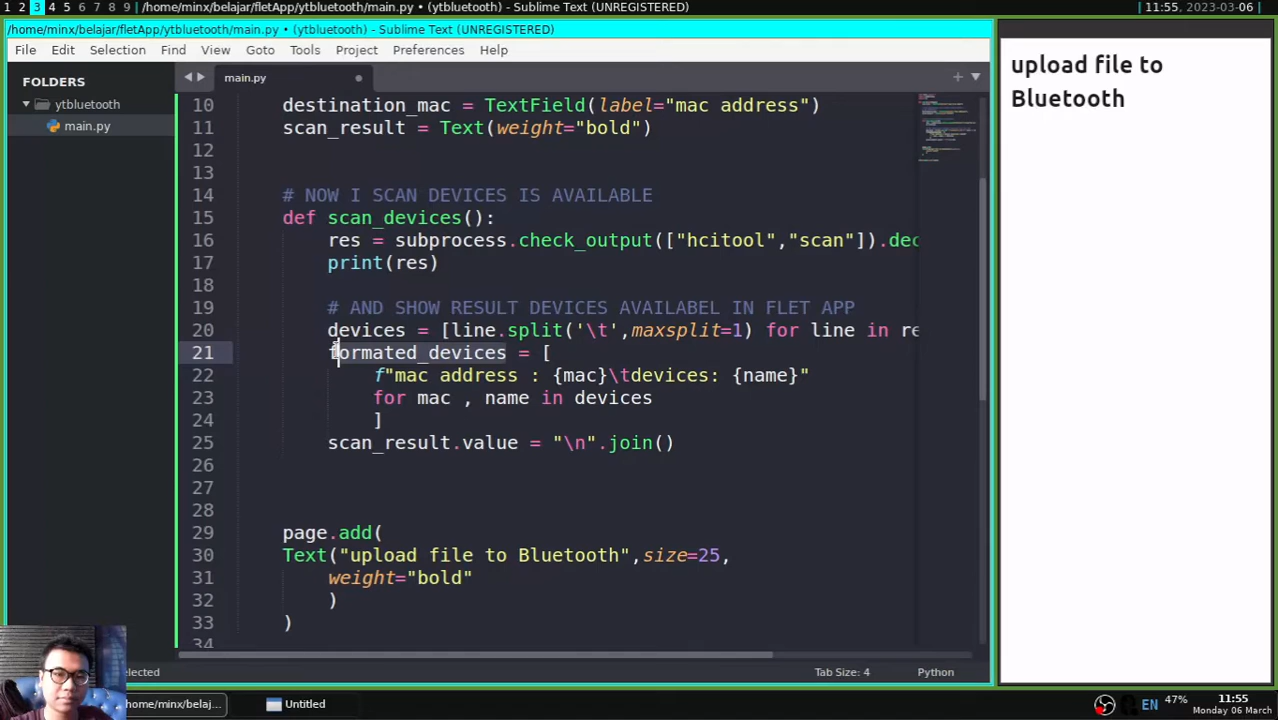 1 2 3 4 5 6 7 8 9 /home/minx/belajar/fletApp/ytbluetooth/main.py • (ytbluetooth) - Sublime Text (UNREGISTERED)
11:55, 2023-03-06
/home/minx/belajar/fletApp/ytbluetooth/main.py • (ytbluetooth) - Sublime Text (UNREGISTERED)
File Edit Selection Find View Goto Tools Project Preferences Help
FOLDERS
ytbluetooth
main.py
main.py
10 destination_mac = TextField(label="mac address")
11 scan_result = Text(weight="bold")
12
13
14 # NOW I SCAN DEVICES IS AVAILABLE
15 def scan_devices():
16 res = subprocess.check_output(["hcitool","scan"]).dec
17 print(res)
18
19 # AND SHOW RESULT DEVICES AVAILABEL IN FLET APP
20 devices = [line.split('\t',maxsplit=1) for line in re
21 formated_devices = [
22 f"mac address : {mac}\tdevices: {name}"
23 for mac , name in devices
24 ]
25 scan_result.value = "\n".join()
26
27
28
29 page.add(
30 Text("upload file to Bluetooth",size=25,
31 weight="bold"
32 )
33 )
34
upload file to
Bluetooth
Tab Size: 4
Python
/home/minx/belaj...
Untitled
EN
47%
11:55
Monday 06 March